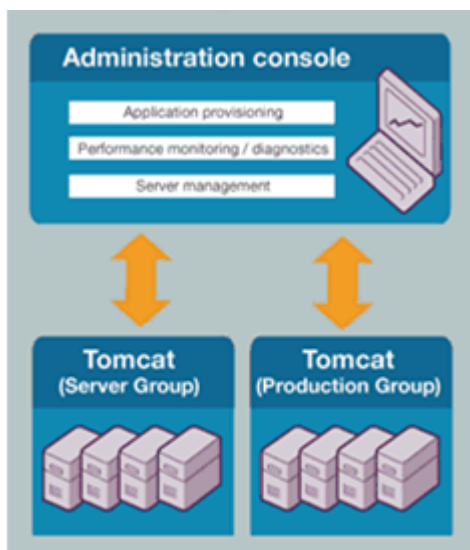 Administration console
Application provisioning
Performance monitoring / diagnostics
Server management
Tomcat
(Server Group)
Tomcat
(Production Group)